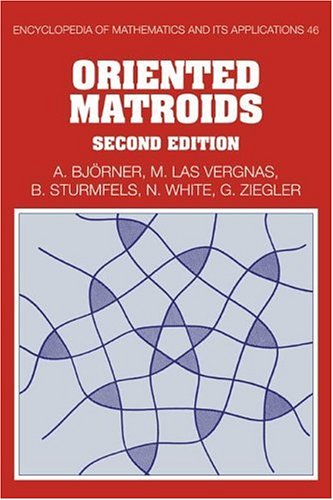 ENCYCLOPEDIA OF MATHEMATICS AND ITS APPLICATIONS 46
ORIENTED
MATROIDS
SECOND EDITION
A. BJÖRNER, M. LAS VERGNAS,
B. STURMFELS, N. WHITE, G. ZIEGLER